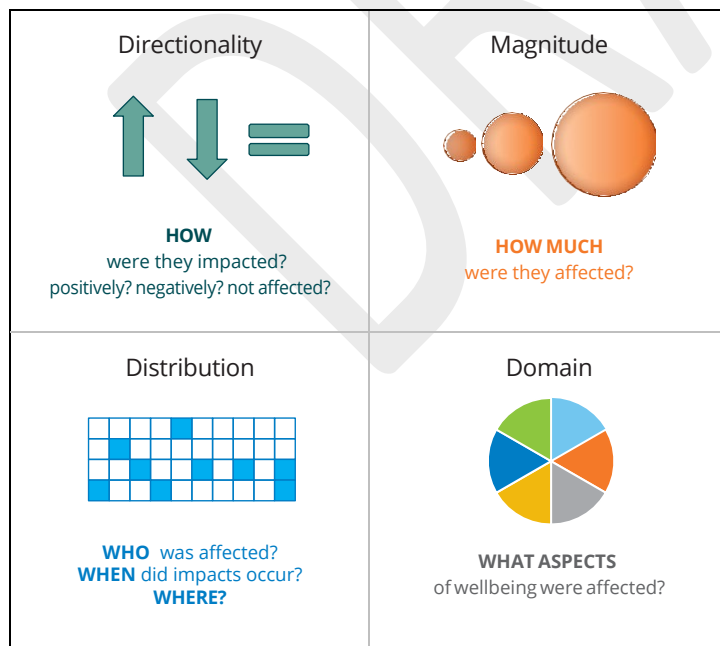 Directionality
HOW
were they impacted?
positively? negatively? not affected?
Magnitude
HOW MUCH
were they affected?
Distribution
WHO was affected?
WHEN did impacts occur?
WHERE?
Domain
WHAT ASPECTS
of wellbeing were affected?